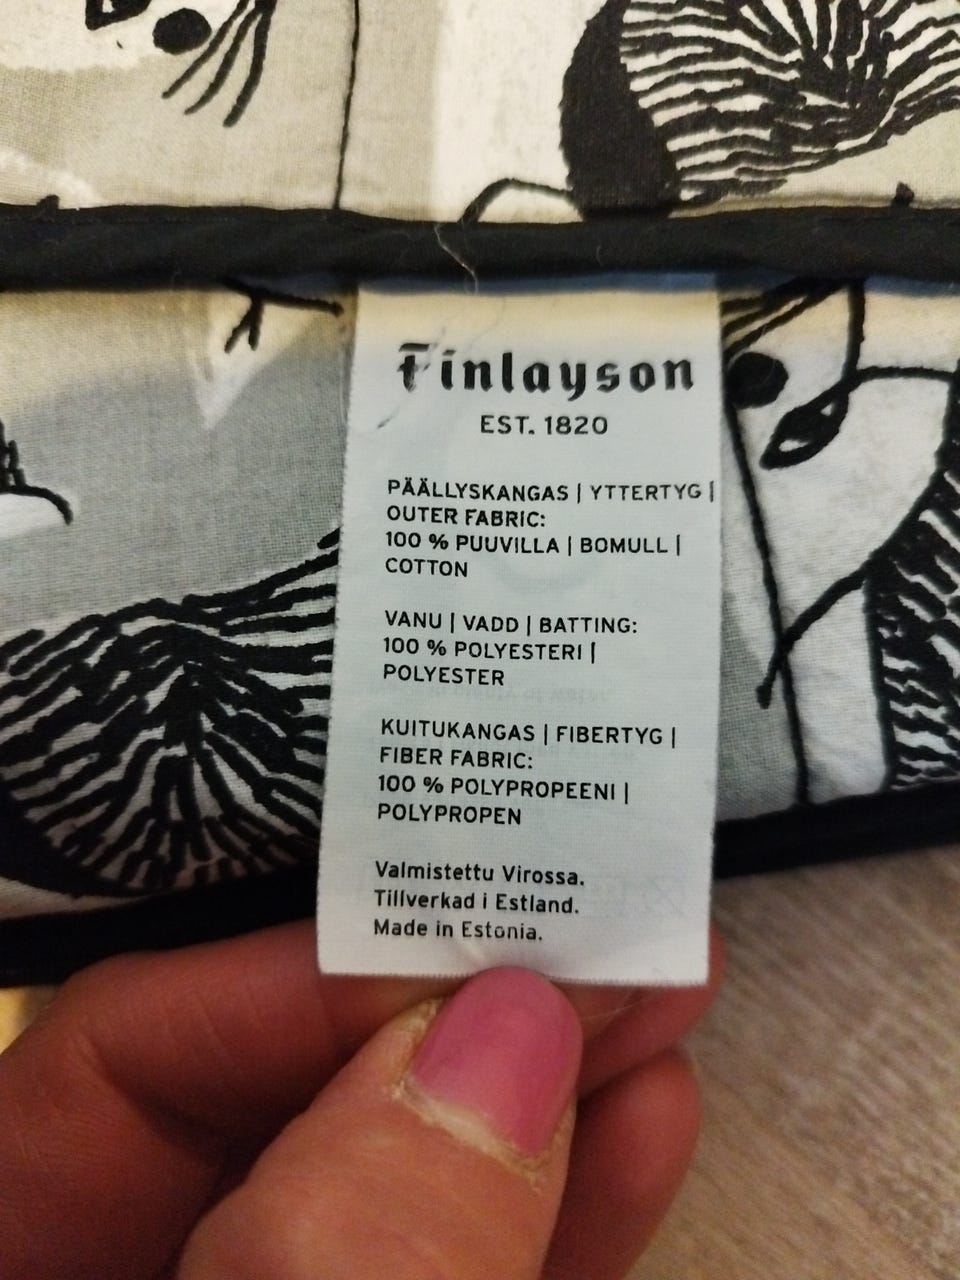 Finlayson
EST. 1820
PÄÄLLYSKANGAS | YTTERTYG |
OUTER FABRIC:
100 % PUUVILLA | BOMULL |
COTTON
VANU | VADD | BATTING:
100 % POLYESTERI |
POLYESTER
KUITUKANGAS | FIBERTYG |
FIBER FABRIC:
100 % POLYPROPEENI |
POLYPROPEN
Valmistettu Virossa.
Tillverkad i Estland.
Made in Estonia.